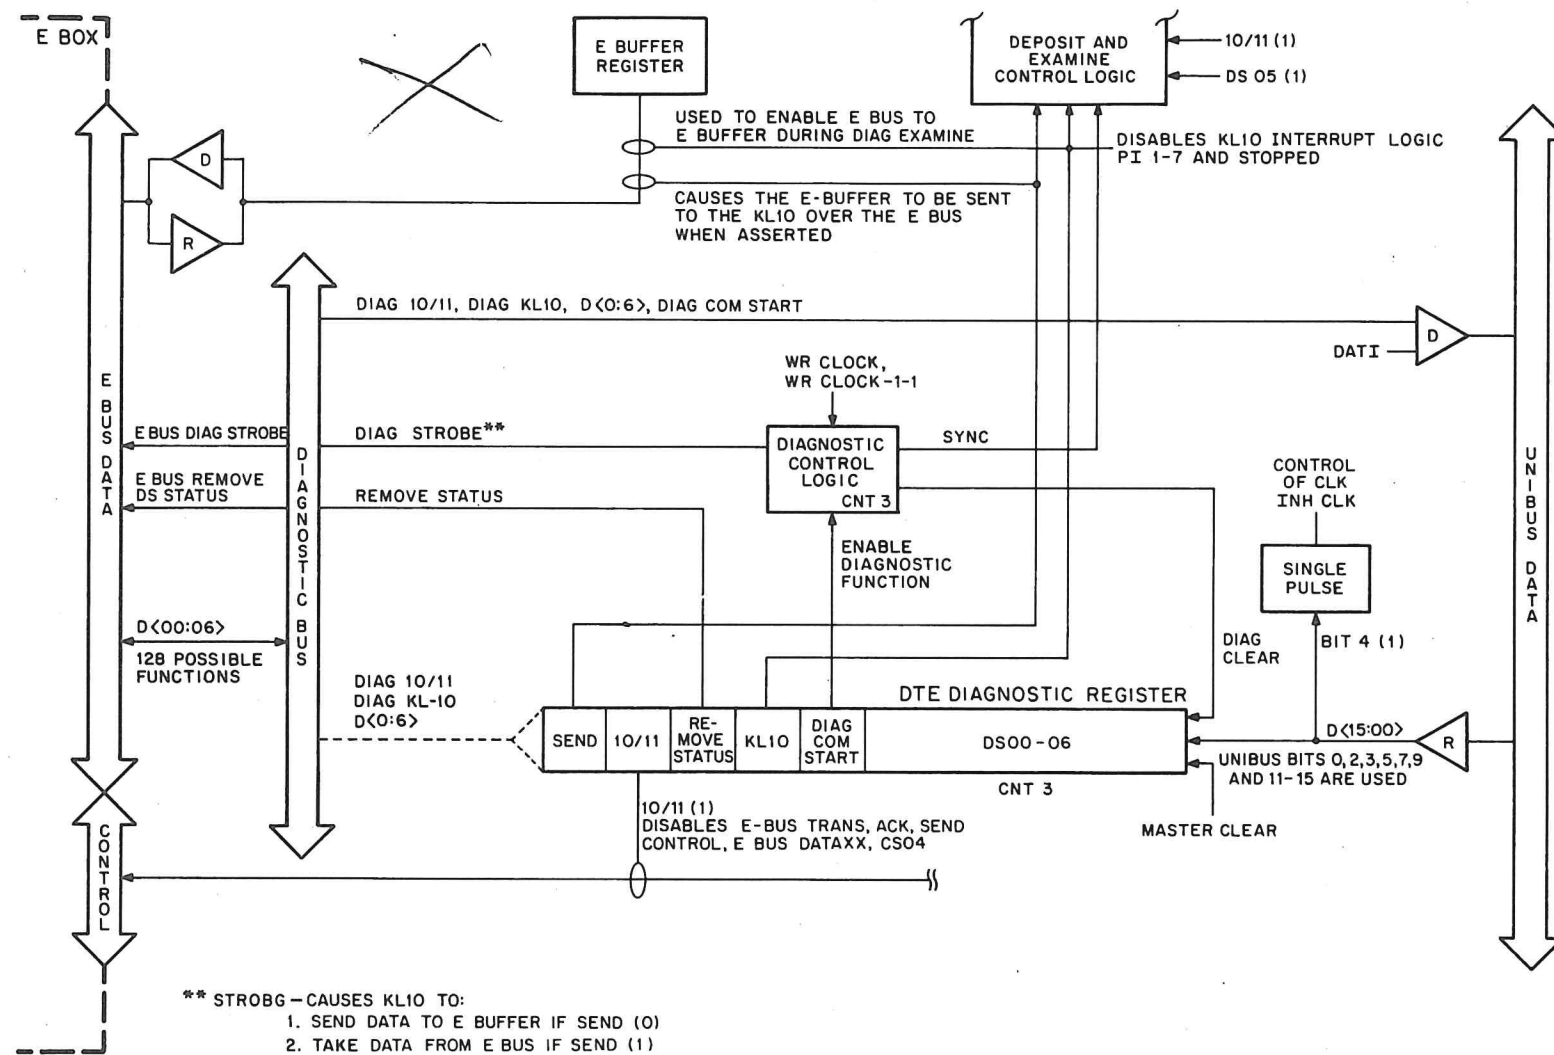 E BOX
E BUFFER
REGISTER
DEPOSIT AND
EXAMINE
CONTROL LOGIC
10/11 (1)
DS 05 (1)
USED TO ENABLE E BUS TO
E BUFFER DURING DIAG EXAMINE
DISABLES KL10 INTERRUPT LOGIC
PI 1-7 AND STOPPED
D
R
CAUSES THE E-BUFFER TO BE SENT
TO THE KL10 OVER THE E BUS
WHEN ASSERTED
DIAG 10/11, DIAG KL10, D<0:6>, DIAG COM START
D
DATI
WR CLOCK,
WR CLOCK-1-1
E BUS DATA
E BUS DIAG STROBE
DIAG STROBE**
DIAGNOSTIC
CONTROL
LOGIC
CNT 3
SYNC
E BUS REMOVE
DS STATUS
REMOVE STATUS
DIAGNOSTIC BUS
CONTROL
OF CLK
INH CLK
UNIBUS DATA
ENABLE
DIAGNOSTIC
FUNCTION
SINGLE
PULSE
D<00:06>
128 POSSIBLE
FUNCTIONS
DIAG
CLEAR
BIT 4 (1)
DIAG 10/11
DIAG KL-10
D<0:6>
DTE DIAGNOSTIC REGISTER
SEND
10/11
RE-
MOVE
STATUS
KL10
DIAG
COM
START
DS00-06
D<15:00>
R
UNIBUS BITS 0,2,3,5,7,9
AND 11-15 ARE USED
CNT 3
10/11 (1)
DISABLES E-BUS TRANS, ACK, SEND
CONTROL, E BUS DATAXX, CS04
MASTER CLEAR
CONTROL
** STROBG - CAUSES KL10 TO:
1. SEND DATA TO E BUFFER IF SEND (0)
2. TAKE DATA FROM E BUS IF SEND (1)